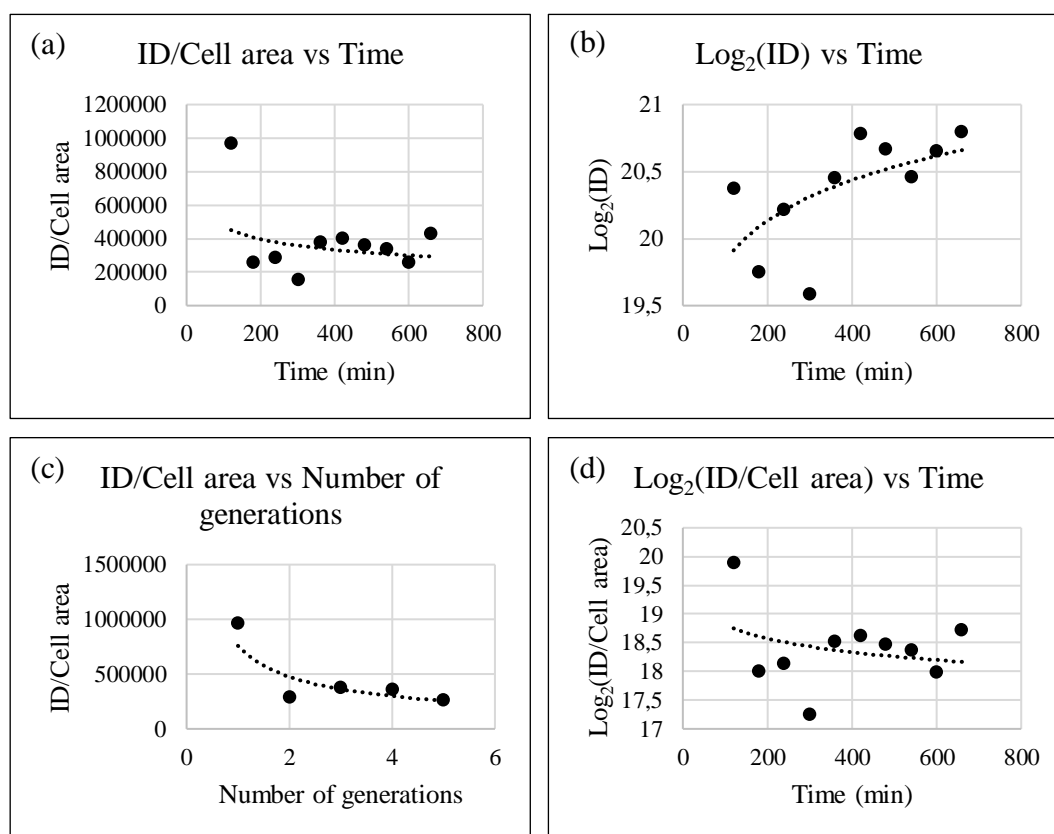 (a)
ID/Cell area vs Time
1200000
1000000
800000
600000
400000
200000
0
ID/Cell area
0 200 400 600 800
Time (min)
(b)
Log2(ID) vs Time
21
20,5
20
19,5
Log2(ID)
0 200 400 600 800
Time (min)
(c)
ID/Cell area vs Number of
generations
1500000
1000000
500000
0
ID/Cell area
0 2 4 6
Number of generations
(d)
Log2(ID/Cell area) vs Time
20,5
20
19,5
19
18,5
18
17,5
17
Log2(ID/Cell area)
0 200 400 600 800
Time (min)